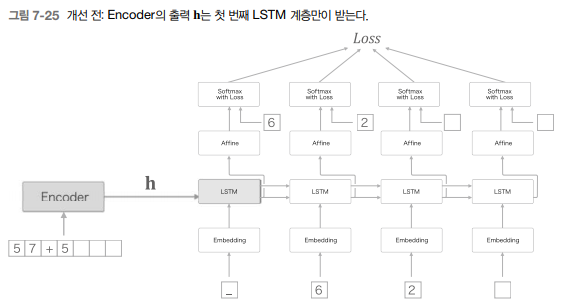 그림 7-25 개선 전: Encoder의 출력 h는 첫 번째 LSTM 계층만이 받는다.
Loss
Softmax with Loss
Softmax with Loss
Softmax with Loss
Softmax with Loss
6
2
Affine
Affine
Affine
Affine
h
Encoder
LSTM
LSTM
LSTM
LSTM
5 7 + 5
Embedding
Embedding
Embedding
Embedding
_
6
2